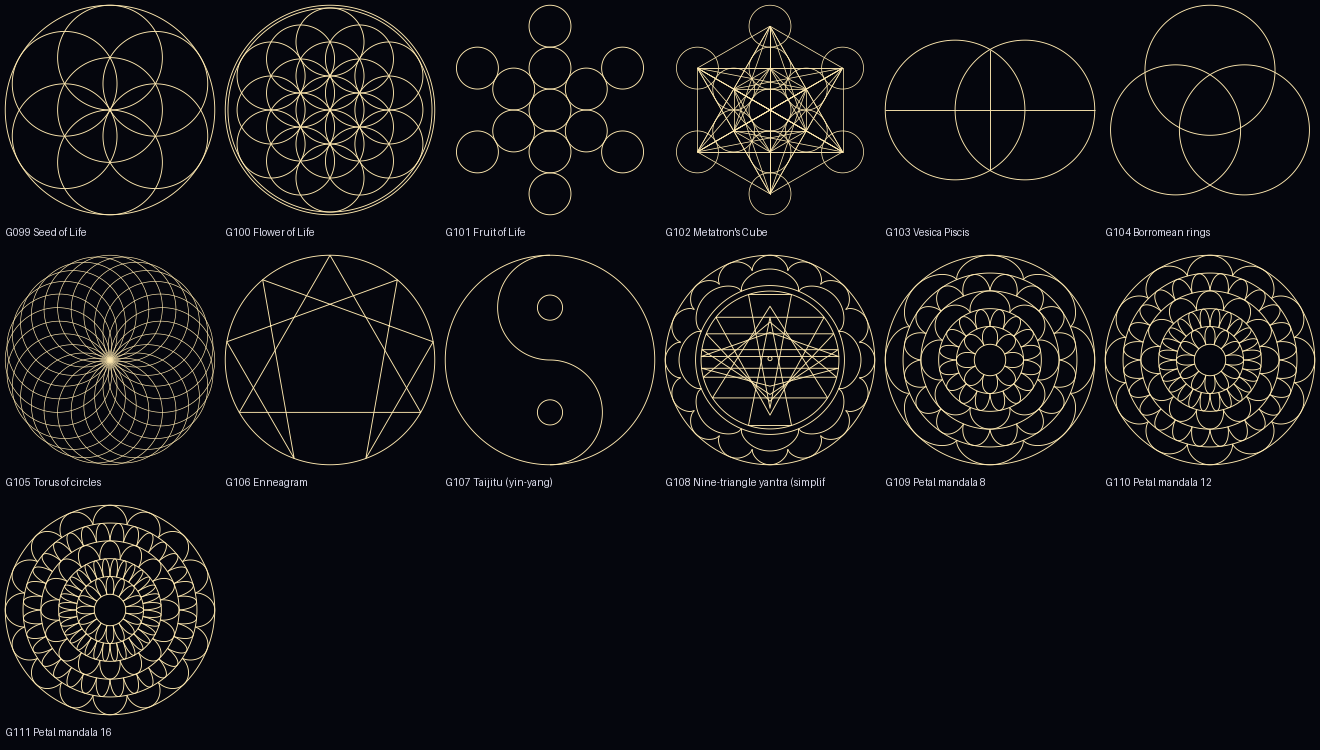 G099 Seed of Life
G100 Flower of Life
G101 Fruit of Life
G102 Metatron's Cube
G103 Vesica Piscis
G104 Borromean rings
G105 Torus of circles
G106 Enneagram
G107 Taijitu (yin-yang)
G108 Nine-triangle yantra (simplif
G109 Petal mandala 8
G110 Petal mandala 12
G111 Petal mandala 16